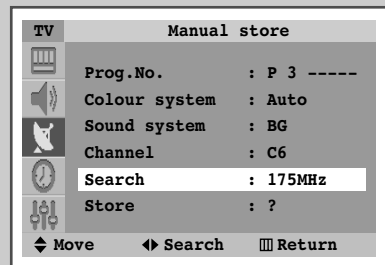 TV Manual store
Prog.No. : P 3 -----
Colour system : Auto
Sound system : BG
Channel : C6
Search : 175MHz
Store : ?
Move Search Return